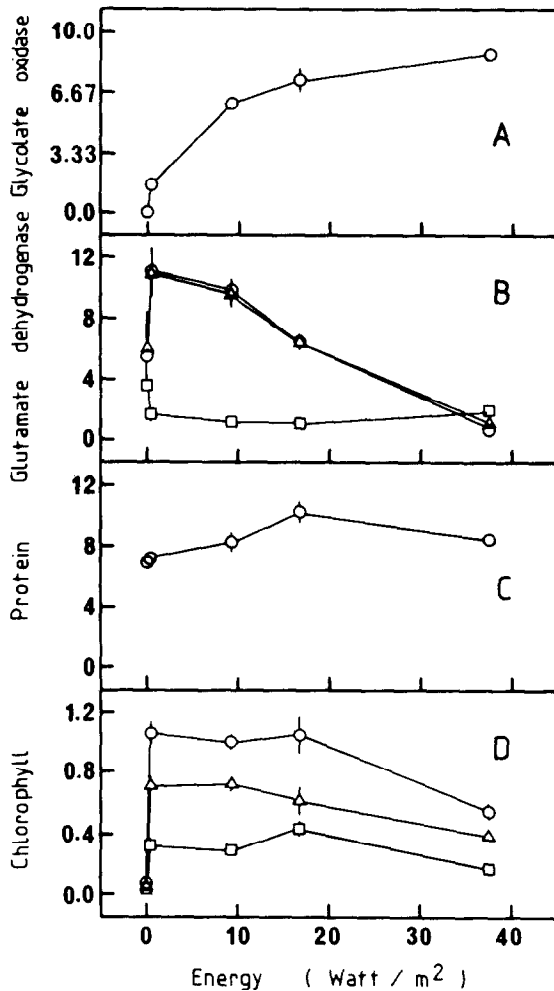 Glycolate oxidase
10.0
6.67
3.33
0.0
A
Glutamate dehydrogenase
12
8
4
0
B
Protein
12
8
4
0
C
Chlorophyll
1.2
0.8
0.4
0.0
D
0 10 20 30 40
Energy ( Watt / m²)